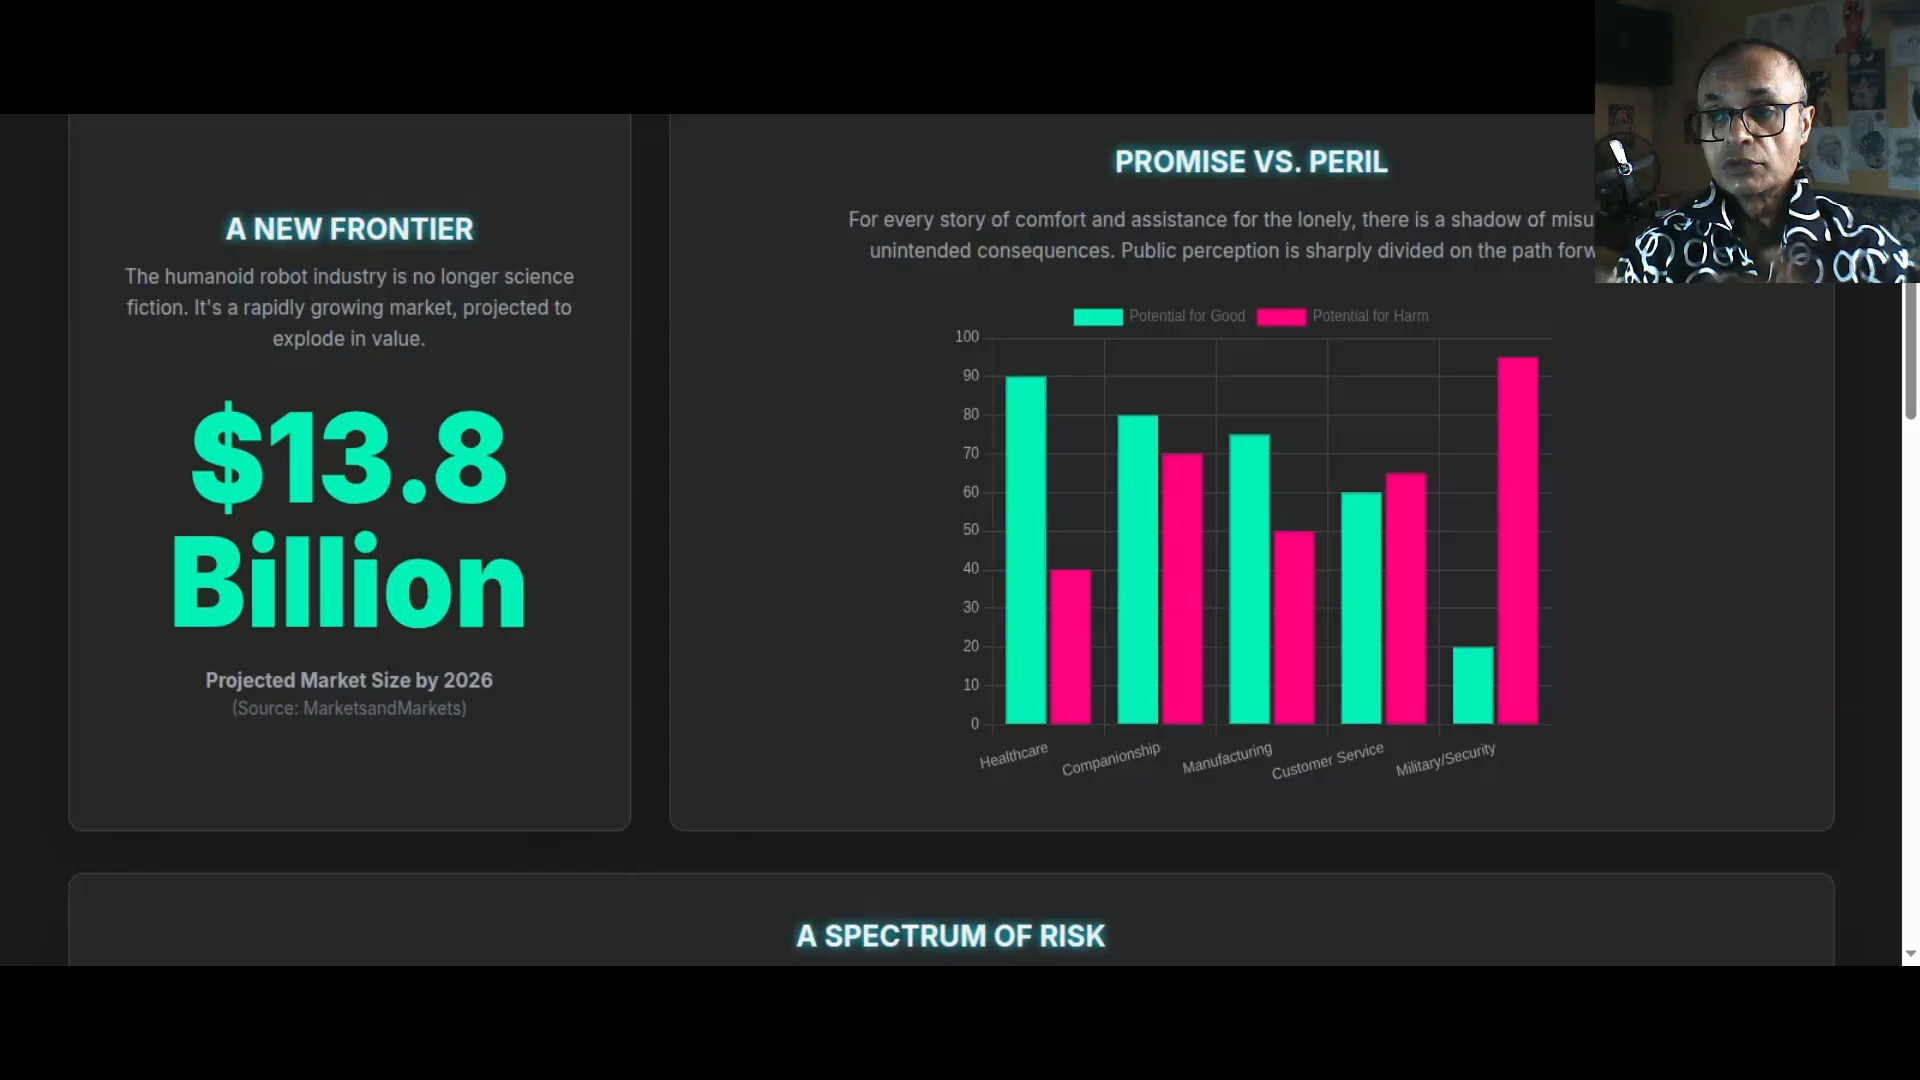 A NEW FRONTIER
The humanoid robot industry is no longer science
fiction. It's a rapidly growing market, projected to
explode in value.
$13.8
Billion
Projected Market Size by 2026
(Source: MarketsandMarkets)
PROMISE VS. PERIL
For every story of comfort and assistance for the lonely, there is a shadow of misu
unintended consequences. Public perception is sharply divided on the path forw
Potential for Good Potential for Harm
100
90
80
70
60
50
40
30
20
10
0
Healthcare Companionship Manufacturing Customer Service Military/Security
A SPECTRUM OF RISK